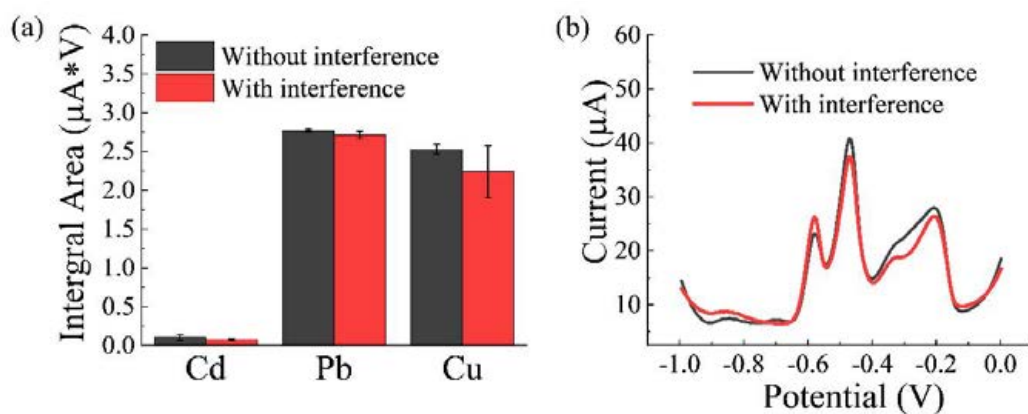 (a)
Intergral Area (μA*V)
4.0
3.5
3.0
2.5
2.0
1.5
1.0
0.5
0.0
Without interference
With interference
Cd Pb Cu
(b)
Current (μA)
60
50
40
30
20
10
Without interference
With interference
-1.0 -0.8 -0.6 -0.4 -0.2 0.0
Potential (V)